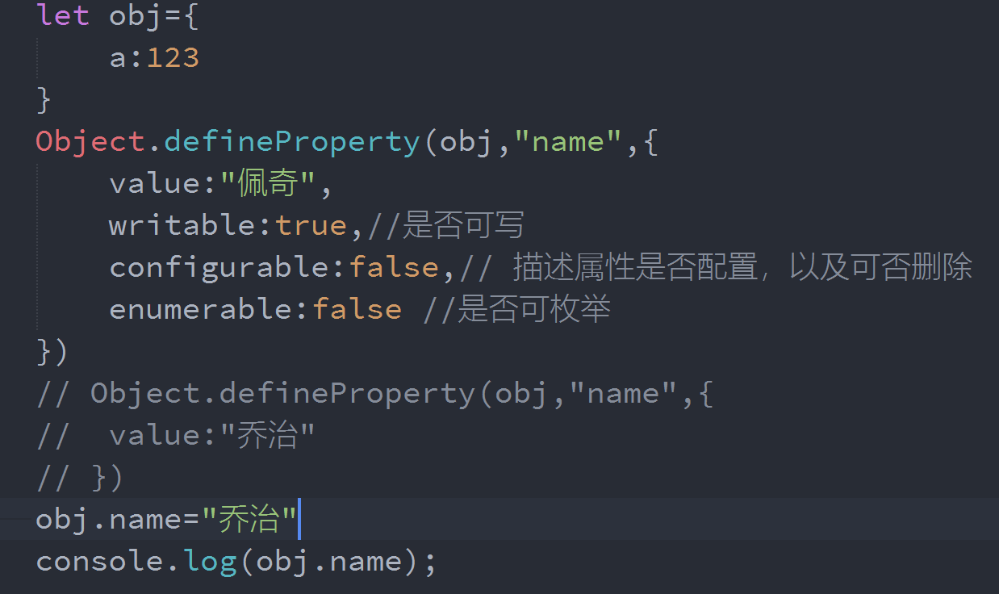 let obj={
    a:123
}
Object.defineProperty(obj,"name",{
    value:"佩奇",
    writable:true,//是否可写
    configurable:false,// 描述属性是否配置，以及可否删除
    enumerable:false //是否可枚举
})
// Object.defineProperty(obj,"name",{
//  value:"乔治"
// })
obj.name="乔治"
console.log(obj.name);